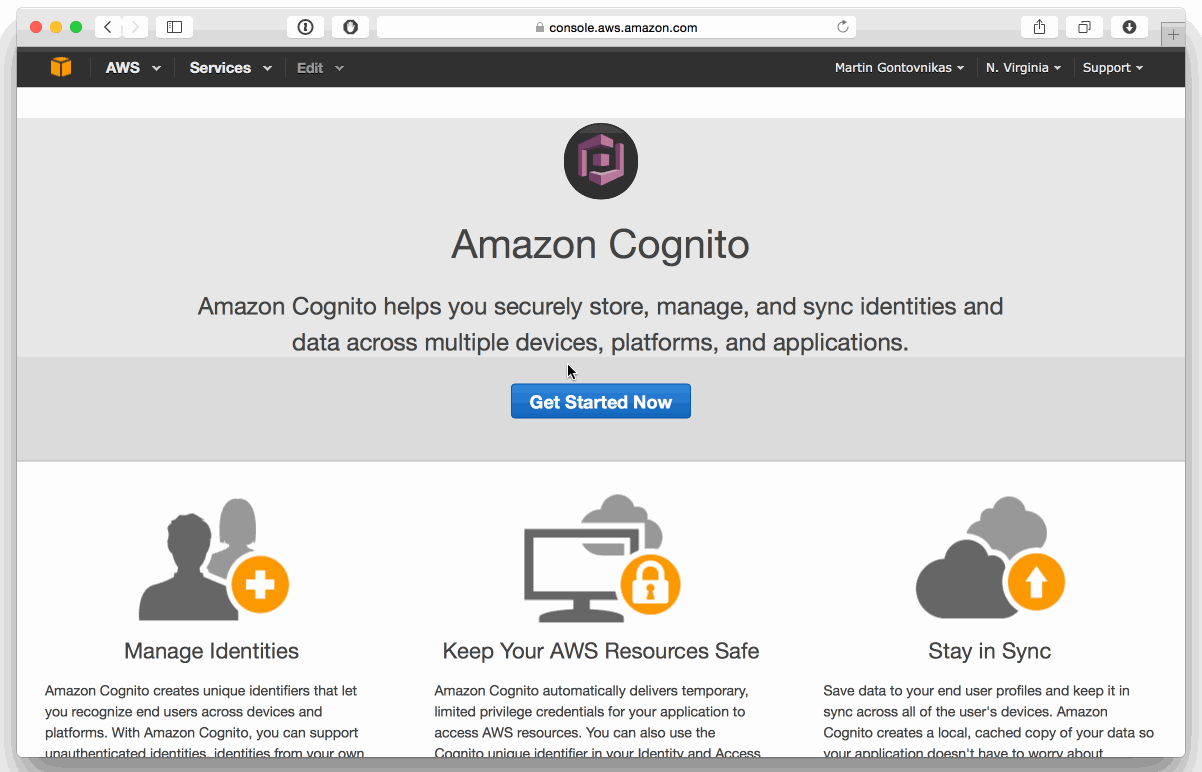 console.aws.amazon.com
AWS Services Edit Martin Gontovnikas N. Virginia Support
Amazon Cognito
Amazon Cognito helps you securely store, manage, and sync identities and
data across multiple devices, platforms, and applications.
Get Started Now
Manage Identities
Amazon Cognito creates unique identifiers that let
you recognize end users across devices and
platforms. With Amazon Cognito, you can support
unauthenticated identities, identities from your own
Keep Your AWS Resources Safe
Amazon Cognito automatically delivers temporary,
limited privilege credentials for your application to
access AWS resources. You can also use the
Cognito unique identifier in your Identity and Access
Stay in Sync
Save data to your end user profiles and keep it in
sync across all of the user's devices. Amazon
Cognito creates a local, cached copy of your data so
your application doesn't have to worry about